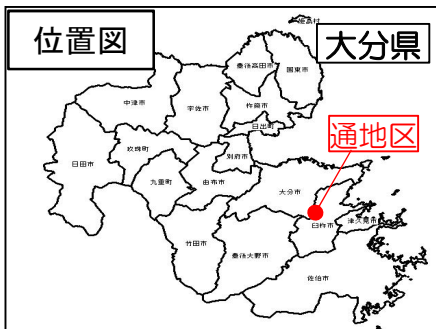 位置図
大分県
通地区
姫島村
豊後高田市
国東市
中津市
宇佐市
杵築市
日出町
玖珠町
別府市
日田市
九重町
由布市
大分市
臼杵市
津久見市
竹田市
豊後大野市
佐伯市